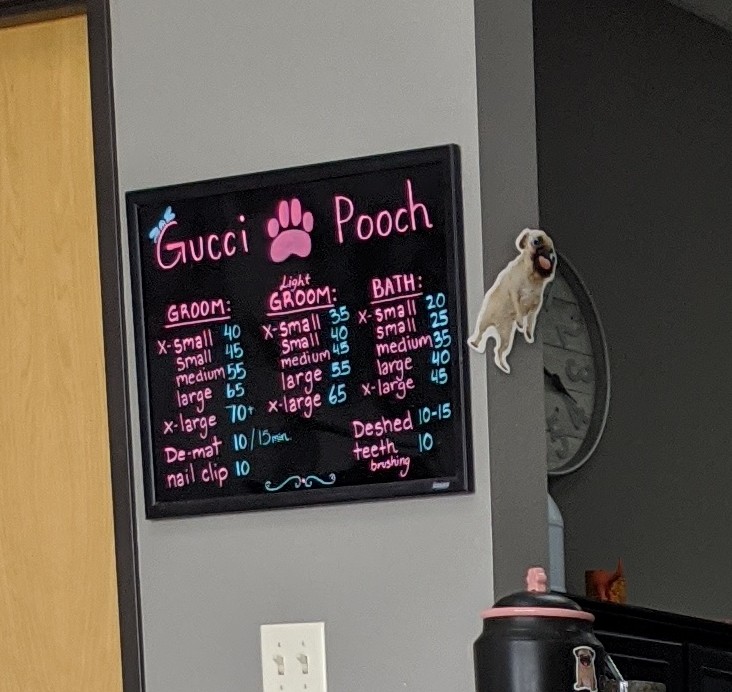 Gucci Pooch
GROOM:
x-small 40
small 45
medium 55
large 65
x-large 70+
De-mat 10/15min.
nail clip 10
Light
GROOM:
x-small 35
small 40
medium 45
large 55
x-large 65
BATH:
x-small 20
small 25
medium 35
large 40
x-large 45
Deshed 10-15
teeth 10
brushing